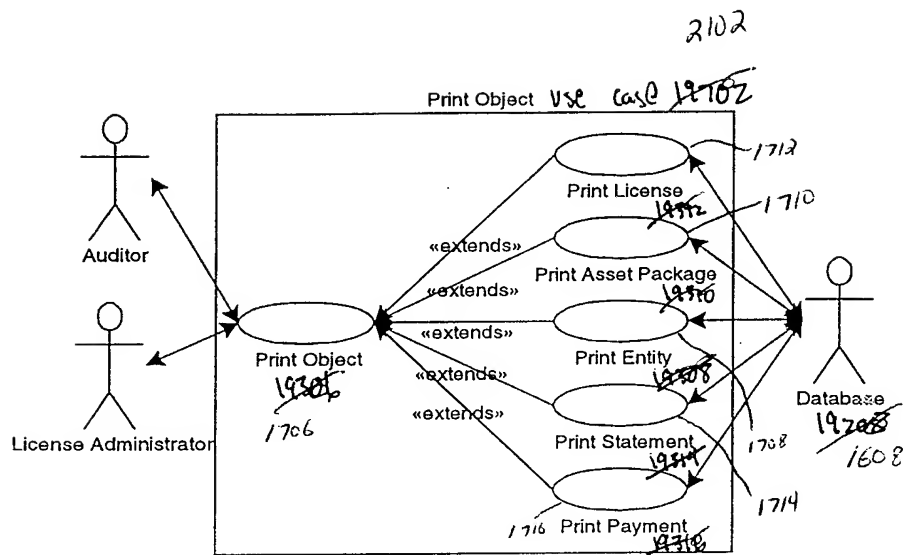 2102
Print Object use case 19702
1712
Print License
19312
1710
Auditor
«extends»
Print Asset Package
19310
«extends»
«extends»
Print Entity
19308
Print Object
19306
1706
«extends»
Database
19208
1608
License Administrator
«extends»
Print Statement
19314
1708
1714
1716
Print Payment
19316